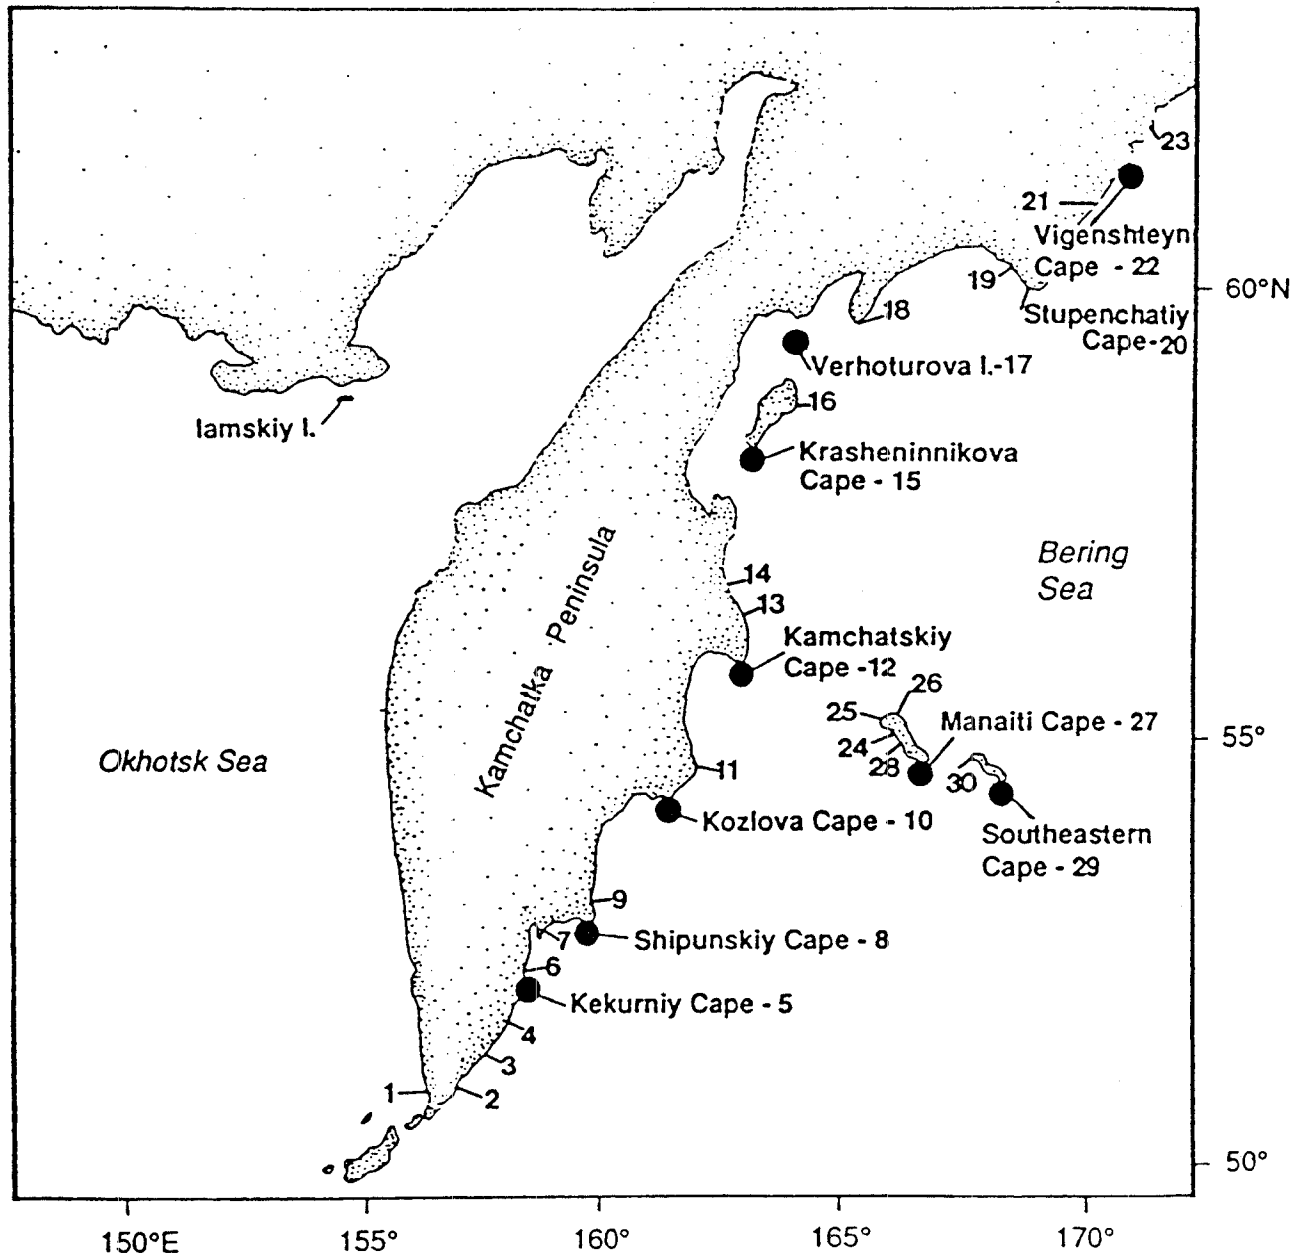 23
21
Vigenshteyn
Cape - 22
60°N
19
18
Stupenchatiy
Cape-20
Verhoturova I.-17
16
Iamskiy I.
Krasheninnikova
Cape - 15
Bering
Sea
14
13
Kamchatka Peninsula
Kamchatskiy
Cape -12
26
25
Manaiti Cape - 27
24
55°
28
Okhotsk Sea
11
30
Kozlova Cape - 10
Southeastern
Cape - 29
9
7
Shipunskiy Cape - 8
6
Kekurniy Cape - 5
4
3
1
2
50°
150°E
155°
160°
165°
170°